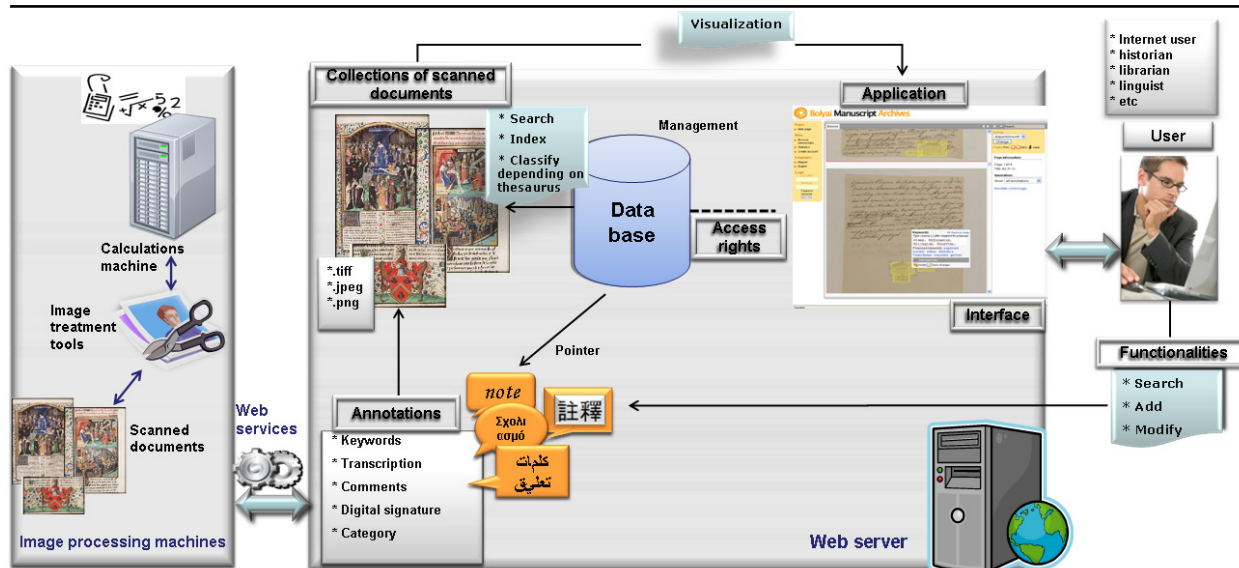 Visualization
* Internet user
* historian
* librarian
* linguist
* etc
Collections of scanned
documents
Application
User
* Search
* Index
* Classify
depending on
thesaurus
Management
Bolyai Manuscript Archives
Data
base
Access
rights
Calculations
machine
*.tiff
*.jpeg
*.png
Image
treatment
tools
Interface
Pointer
Functionalities
* Search
* Add
* Modify
note
註釋
Σχολι
ασμό
كلمات
تعليق
Annotations
* Keywords
* Transcription
* Comments
* Digital signature
* Category
Web
services
Scanned
documents
Image processing machines
Web server